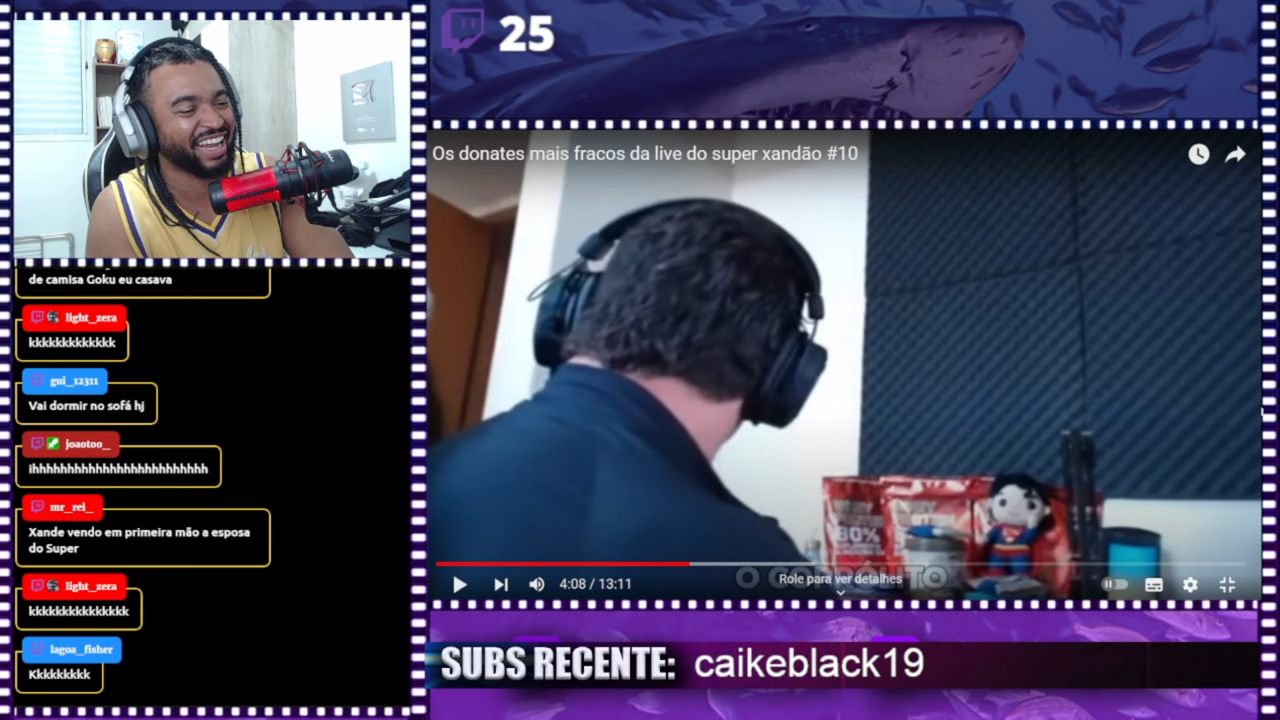 25
Os donates mais fracos da live do super xandão #10
de camisa Goku eu casava
light_zera
kkkkkkkkkkkkk
gui_12311
Vai dormir no sofá hj
joaotoo_
ihhhhhhhhhhhhhhhhhhhhhhhhh
mr_rei_
Xande vendo em primeira mão a esposa
do Super
light_zera
kkkkkkkkkkkkkk
lagoa_fisher
Kkkkkkkkk
80%
4:08 / 13:11
Role para ver detalhes
SUBS RECENTE: caikeblack19